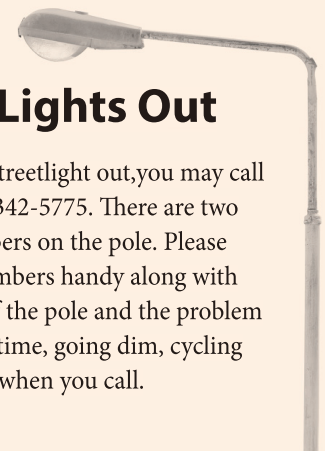 Lights Out
treetlight out,you may call
342-5775. There are two
ers on the pole. Please
mbers handy along with
the pole and the problem
time, going dim, cycling
when you call.